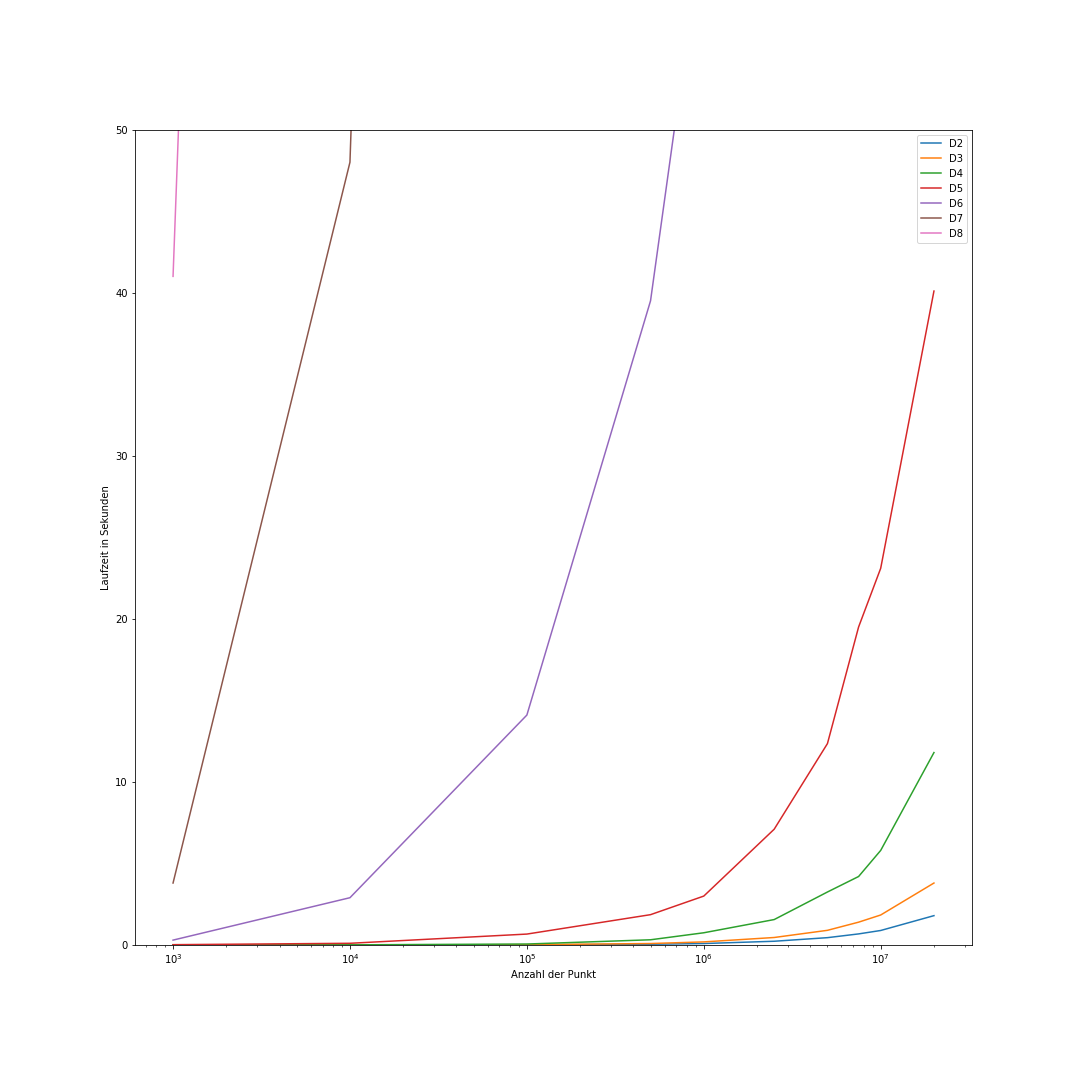 50
40
30
20
10
0
Laufzeit in Sekunden
10³
10⁴
10⁵
10⁶
10⁷
Anzahl der Punkt
D2
D3
D4
D5
D6
D7
D8